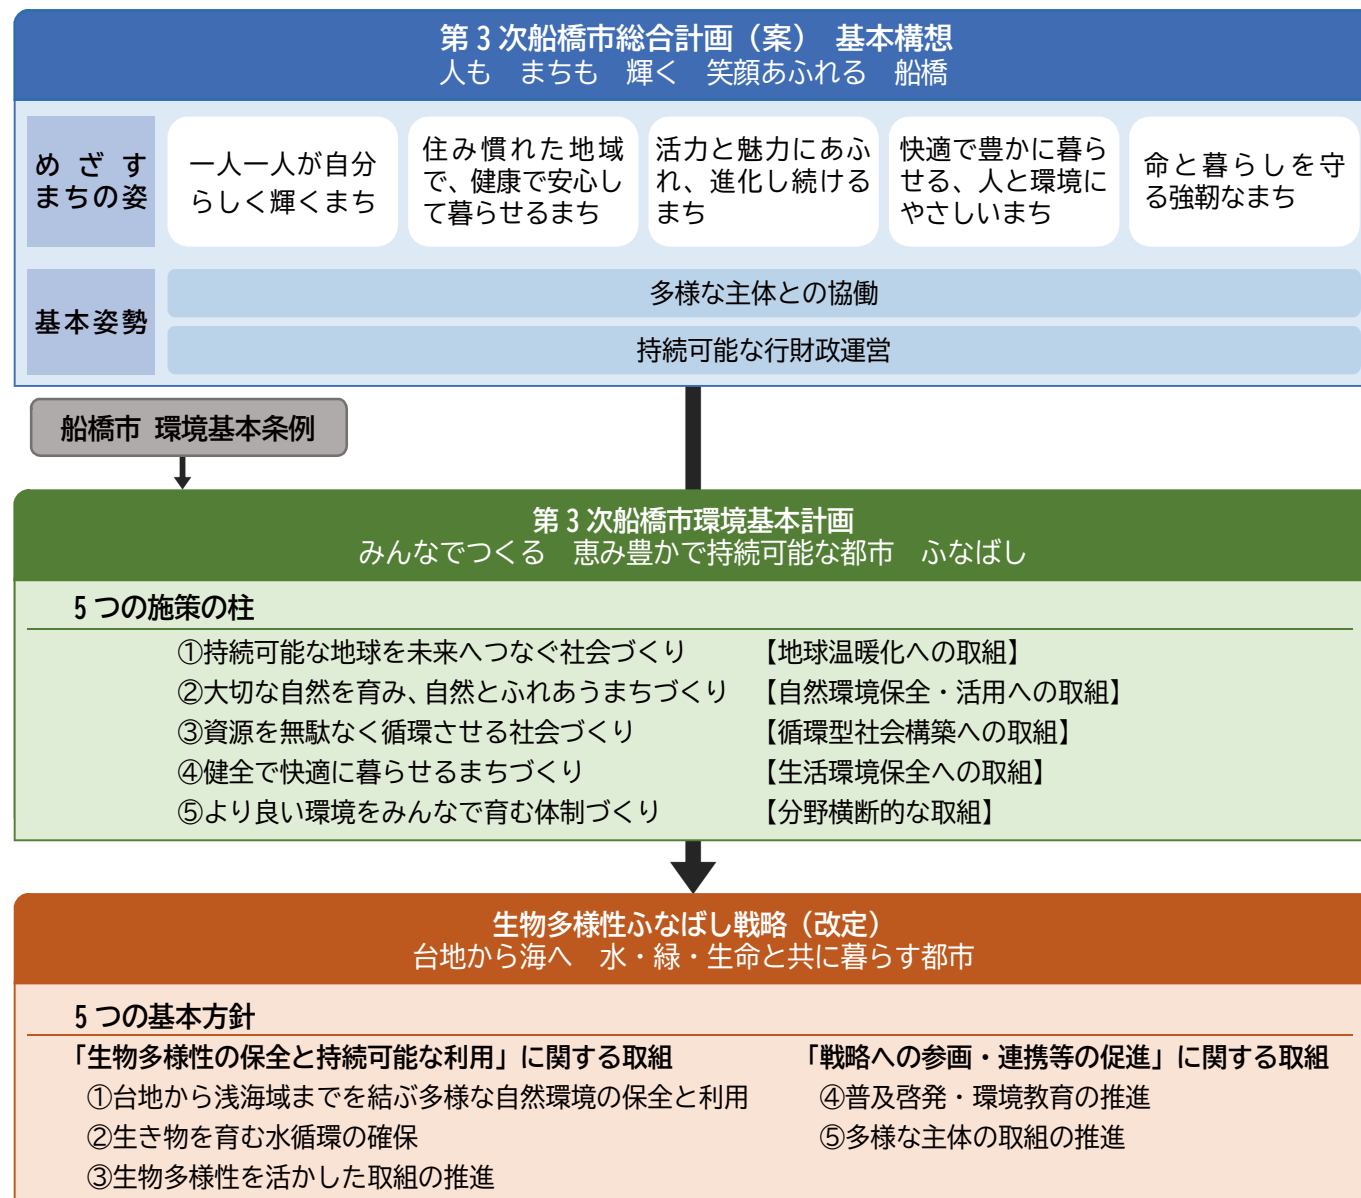 第3次船橋市総合計画（案）　基本構想
人も　まちも　輝く　笑顔あふれる　船橋
めざす
まちの姿
一人一人が自分
らしく輝くまち
住み慣れた地域
で、健康で安心し
て暮らせるまち
活力と魅力にあふ
れ、進化し続ける
まち
快適で豊かに暮ら
せる、人と環境に
やさしいまち
命と暮らしを守
る強靭なまち
基本姿勢
多様な主体との協働
持続可能な行財政運営
船橋市 環境基本条例
第3次船橋市環境基本計画
みんなでつくる　恵み豊かで持続可能な都市　ふなばし
5つの施策の柱
①持続可能な地球を未来へつなぐ社会づくり　【地球温暖化への取組】
②大切な自然を育み、自然とふれあうまちづくり　【自然環境保全・活用への取組】
③資源を無駄なく循環させる社会づくり　【循環型社会構築への取組】
④健全で快適に暮らせるまちづくり　【生活環境保全への取組】
⑤より良い環境をみんなで育む体制づくり　【分野横断的な取組】
生物多様性ふなばし戦略（改定）
台地から海へ　水・緑・生命と共に暮らす都市
5つの基本方針
「生物多様性の保全と持続可能な利用」に関する取組
①台地から浅海域までを結ぶ多様な自然環境の保全と利用
②生き物を育む水循環の確保
③生物多様性を活かした取組の推進
「戦略への参画・連携等の促進」に関する取組
④普及啓発・環境教育の推進
⑤多様な主体の取組の推進